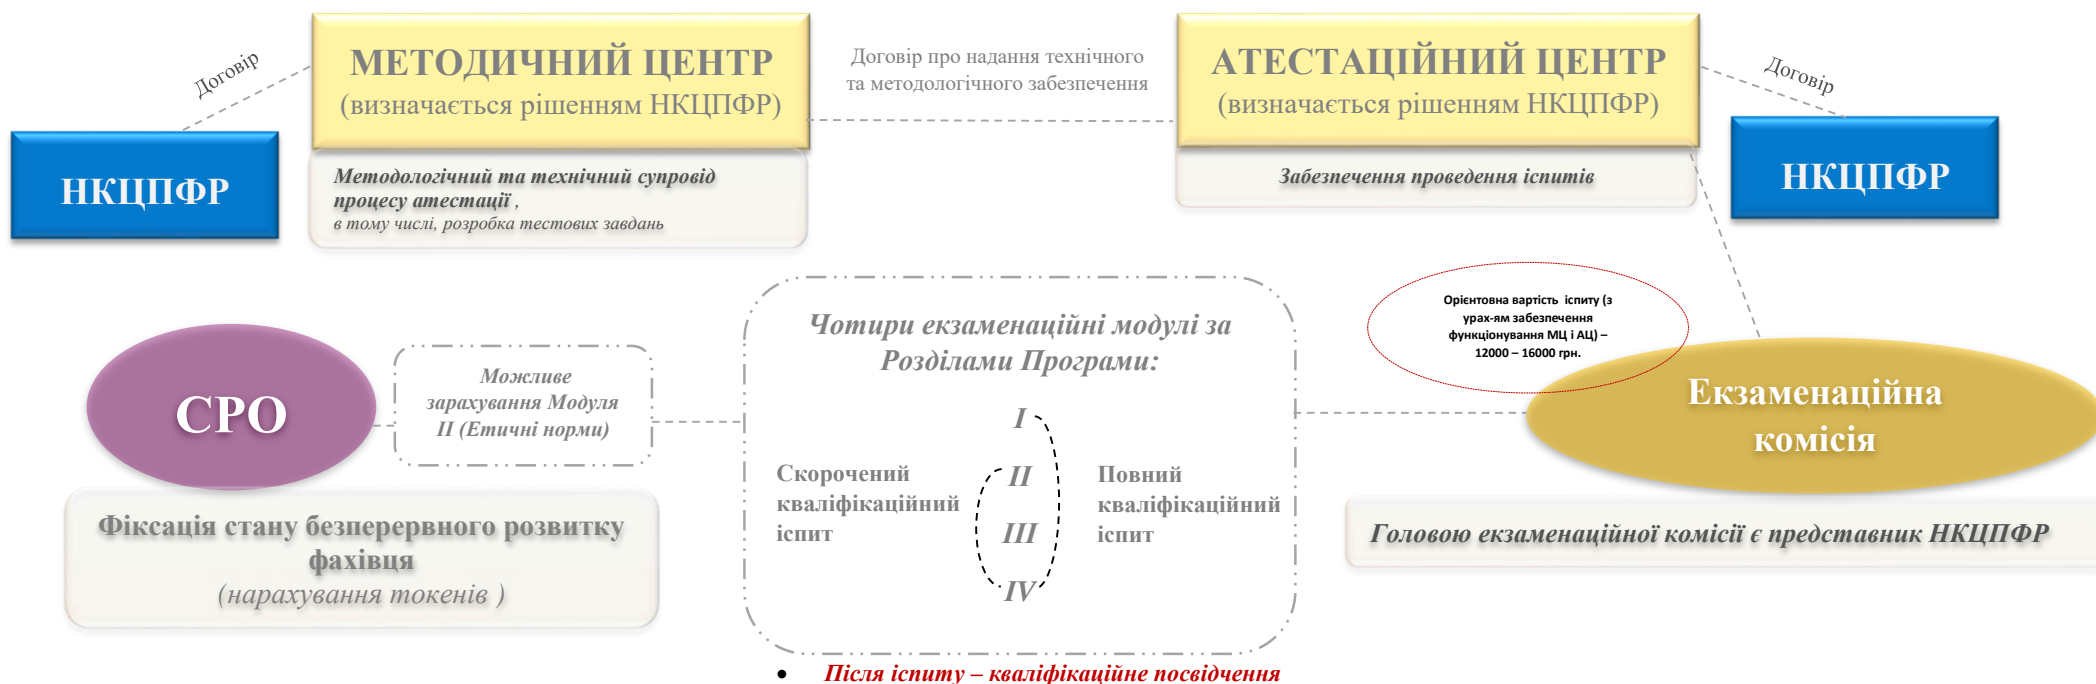 Договір
МЕТОДИЧНИЙ ЦЕНТР
(визначається рішенням НКЦПФР)
Договір про надання технічного
та методологічного забезпечення
АТЕСТАЦІЙНИЙ ЦЕНТР
(визначається рішенням НКЦПФР)
Договір
НКЦПФР
Методологічний та технічний супровід
процесу атестації ,
в тому числі, розробка тестових завдань
Забезпечення проведення іспитів
НКЦПФР
Орієнтовна вартість іспиту (з
урах-ям забезпечення
функціонування МЦ і АЦ) –
12000 – 16000 грн.
СРО
Можливе
зарахування Модуля
ІІ (Етичні норми)
Чотири екзаменаційні модулі за
Розділами Програми:
I
II
III
IV
Скорочений
кваліфікаційний
іспит
Повний
кваліфікаційний
іспит
Екзаменаційна
комісія
Фіксація стану безперервного розвитку
фахівця
(нарахування токенів )
Головою екзаменаційної комісії є представник НКЦПФР
• Після іспиту – кваліфікаційне посвідчення